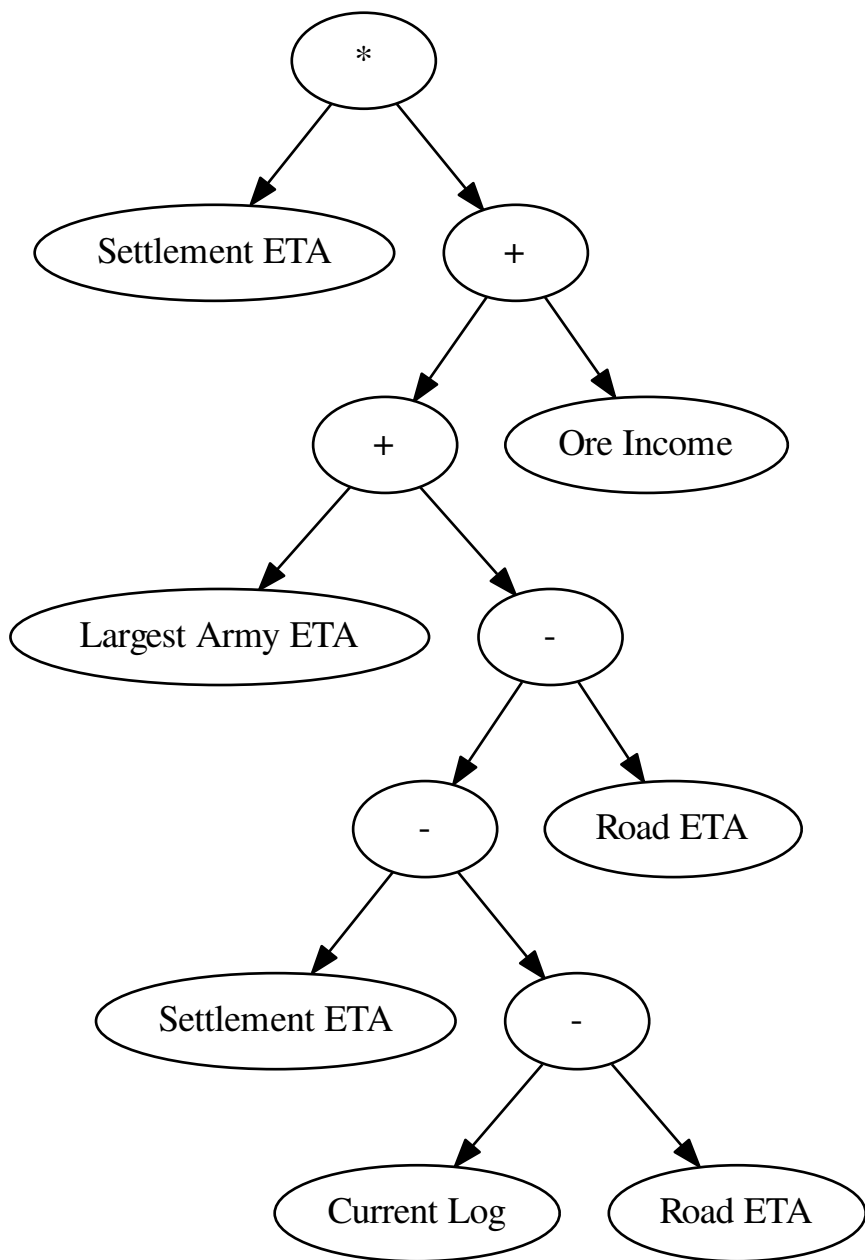 *
Settlement ETA
+
+
Ore Income
Largest Army ETA
-
-
Road ETA
Settlement ETA
-
Current Log
Road ETA